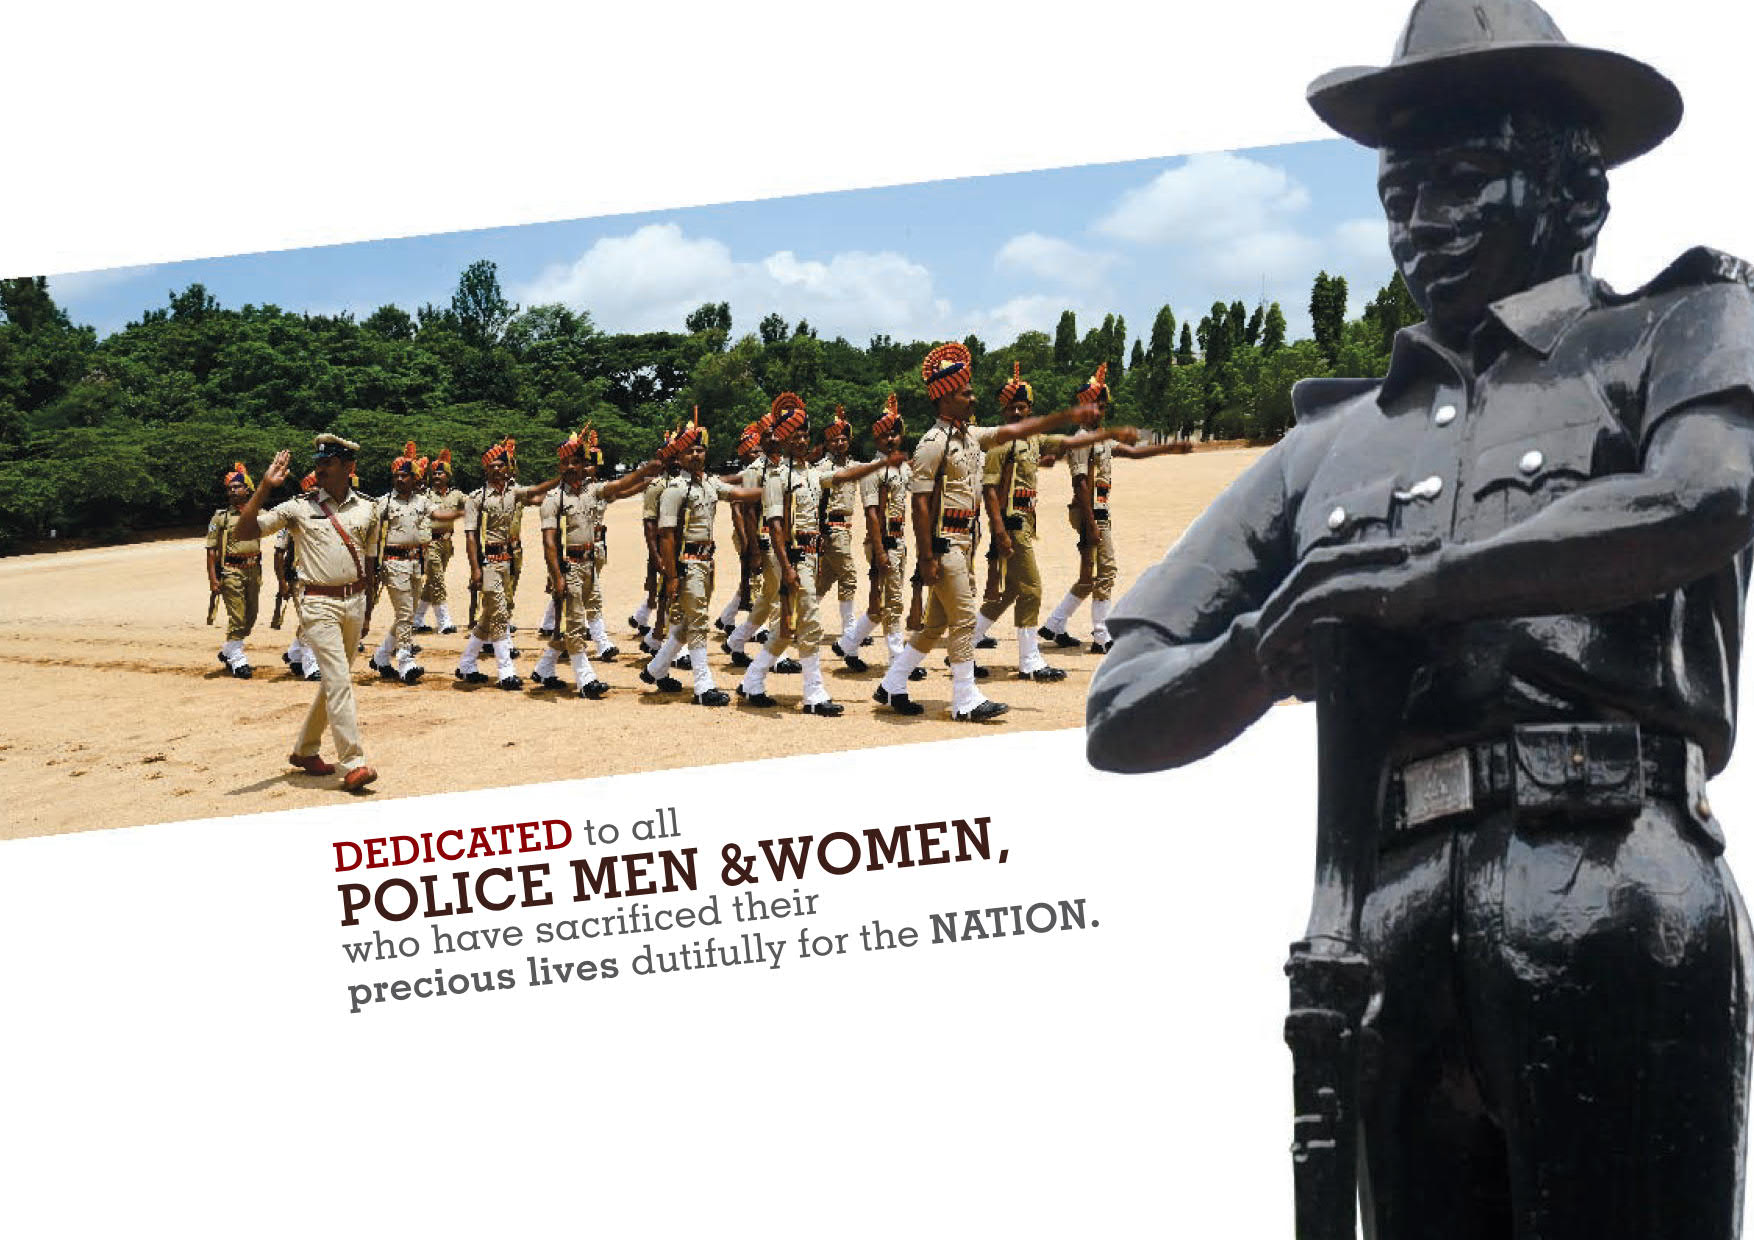 DEDICATED to all
POLICE MEN &WOMEN,
who have sacrificed their
precious lives dutifully for the NATION.